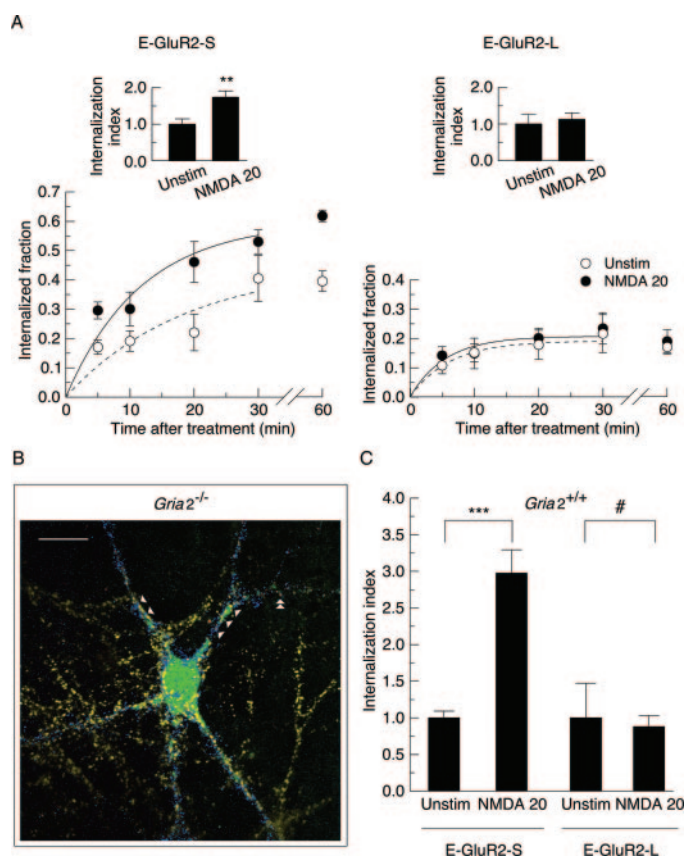 A
E-GluR2-S
E-GluR2-L
Internalization index
2.0
1.0
0.0
**
Unstim
NMDA 20
Internalization index
2.0
1.0
0.0
Unstim
NMDA 20
Internalized fraction
0.7
0.6
0.5
0.4
0.3
0.2
0.1
0
0 10 20 30 60
Time after treatment (min)
Unstim
NMDA 20
Internalized fraction
0.4
0.3
0.2
0.1
0.0
0 10 20 30 60
Time after treatment (min)
B
Gria2-/-
C
Gria2+/+
Internalization index
4.0
3.5
3.0
2.5
2.0
1.5
1.0
0.5
0.0
***
#
Unstim NMDA 20 Unstim NMDA 20
E-GluR2-S E-GluR2-L